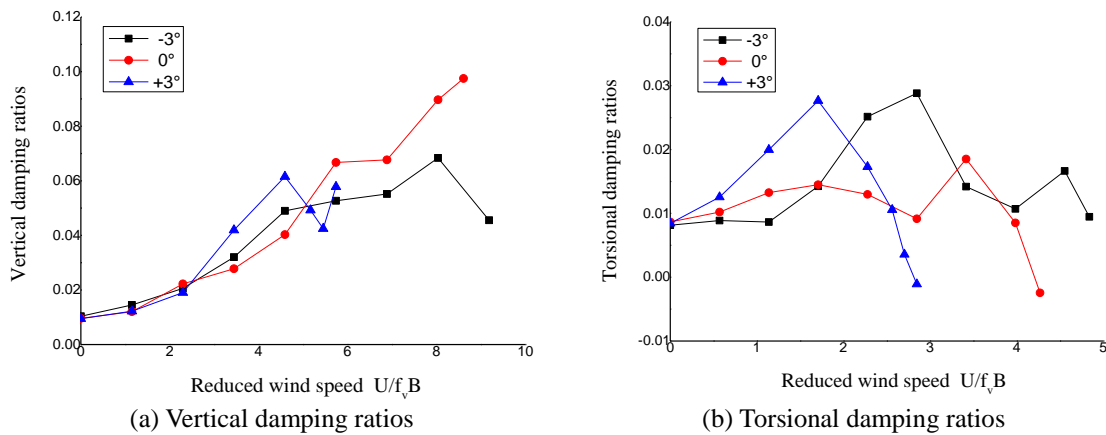 0.12
0.10
0.08
0.06
0.04
0.02
0.00
Vertical damping ratios
-3°
0°
+3°
0 2 4 6 8 10
Reduced wind speed U/fvB
(a) Vertical damping ratios
0.04
0.03
0.02
0.01
0.00
-0.01
Torsional damping ratios
-3°
0°
+3°
0 1 2 3 4 5
Reduced wind speed U/fvB
(b) Torsional damping ratios